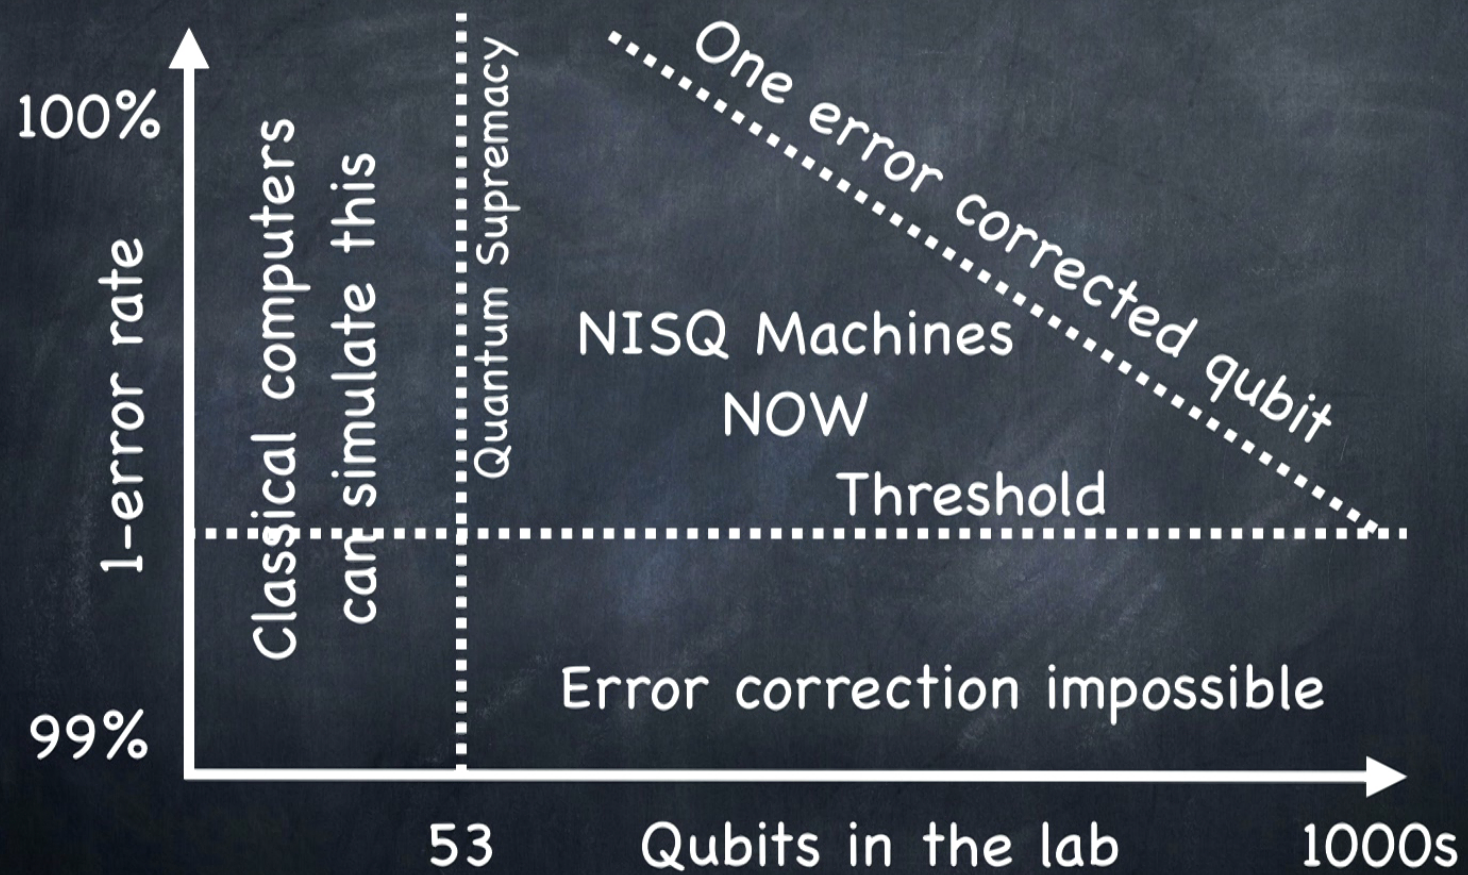 100%
1-error rate
99%
Classical computers
can simulate this
Quantum Supremacy
One error corrected qubit
NISQ Machines
NOW
Threshold
Error correction impossible
53
Qubits in the lab
1000s